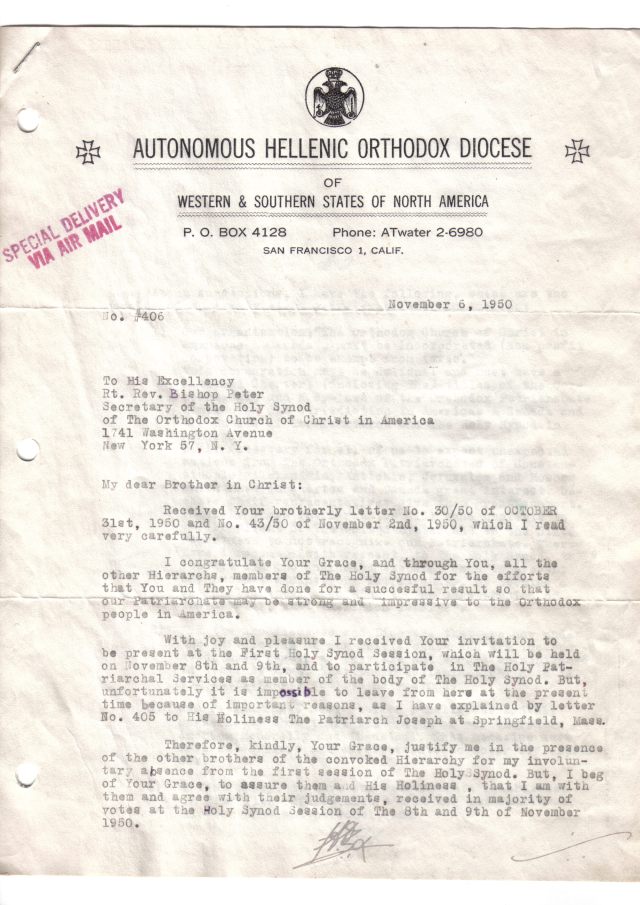 AUTONOMOUS HELLENIC ORTHODOX DIOCESE
OF
WESTERN & SOUTHERN STATES OF NORTH AMERICA
P. O. BOX 4128 Phone: ATwater 2-6980
SAN FRANCISCO 1, CALIF.
SPECIAL DELIVERY
VIA AIR MAIL
November 6, 1950
No. #406
To His Excellency
Rt. Rev. Bishop Peter
Secretary of the Holy Synod
of The Orthodox Church of Christ in America
1741 Washington Avenue
New York 57, N. Y.
My dear Brother in Christ:
Received Your brotherly letter No. 30/50 of OCTOBER
31st, 1950 and No. 43/50 of November 2nd, 1950, which I read
very carefully.
I congratulate Your Grace, and through You, all the
other Hierarchs, members of The Holy Synod for the efforts
that You and They have done for a succesful result so that
our Patriarchate may be strong and impressive to the Orthodox
people in America.
With joy and pleasure I received Your invitation to
be present at the First Holy Synod Session, which will be held
on November 8th and 9th, and to participate in The Holy Pat-
riarchal Services as member of the body of The Holy Synod. But,
unfortunately it is impossible to leave from here at the present
time because of important reasons, as I have explained by letter
No. 405 to His Holiness The Patriarch Joseph at Springfield, Mass.
Therefore, kindly, Your Grace, justify me in the presence
of the other brothers of the convoked Hierarchy for my involun-
tary absence from the first session of The Holy Synod. But, I beg
of Your Grace, to assure them and His Holiness , that I am with
them and agree with their judgements, received in majority of
votes at the Holy Synod Session of The 8th and 9th of November
1950.